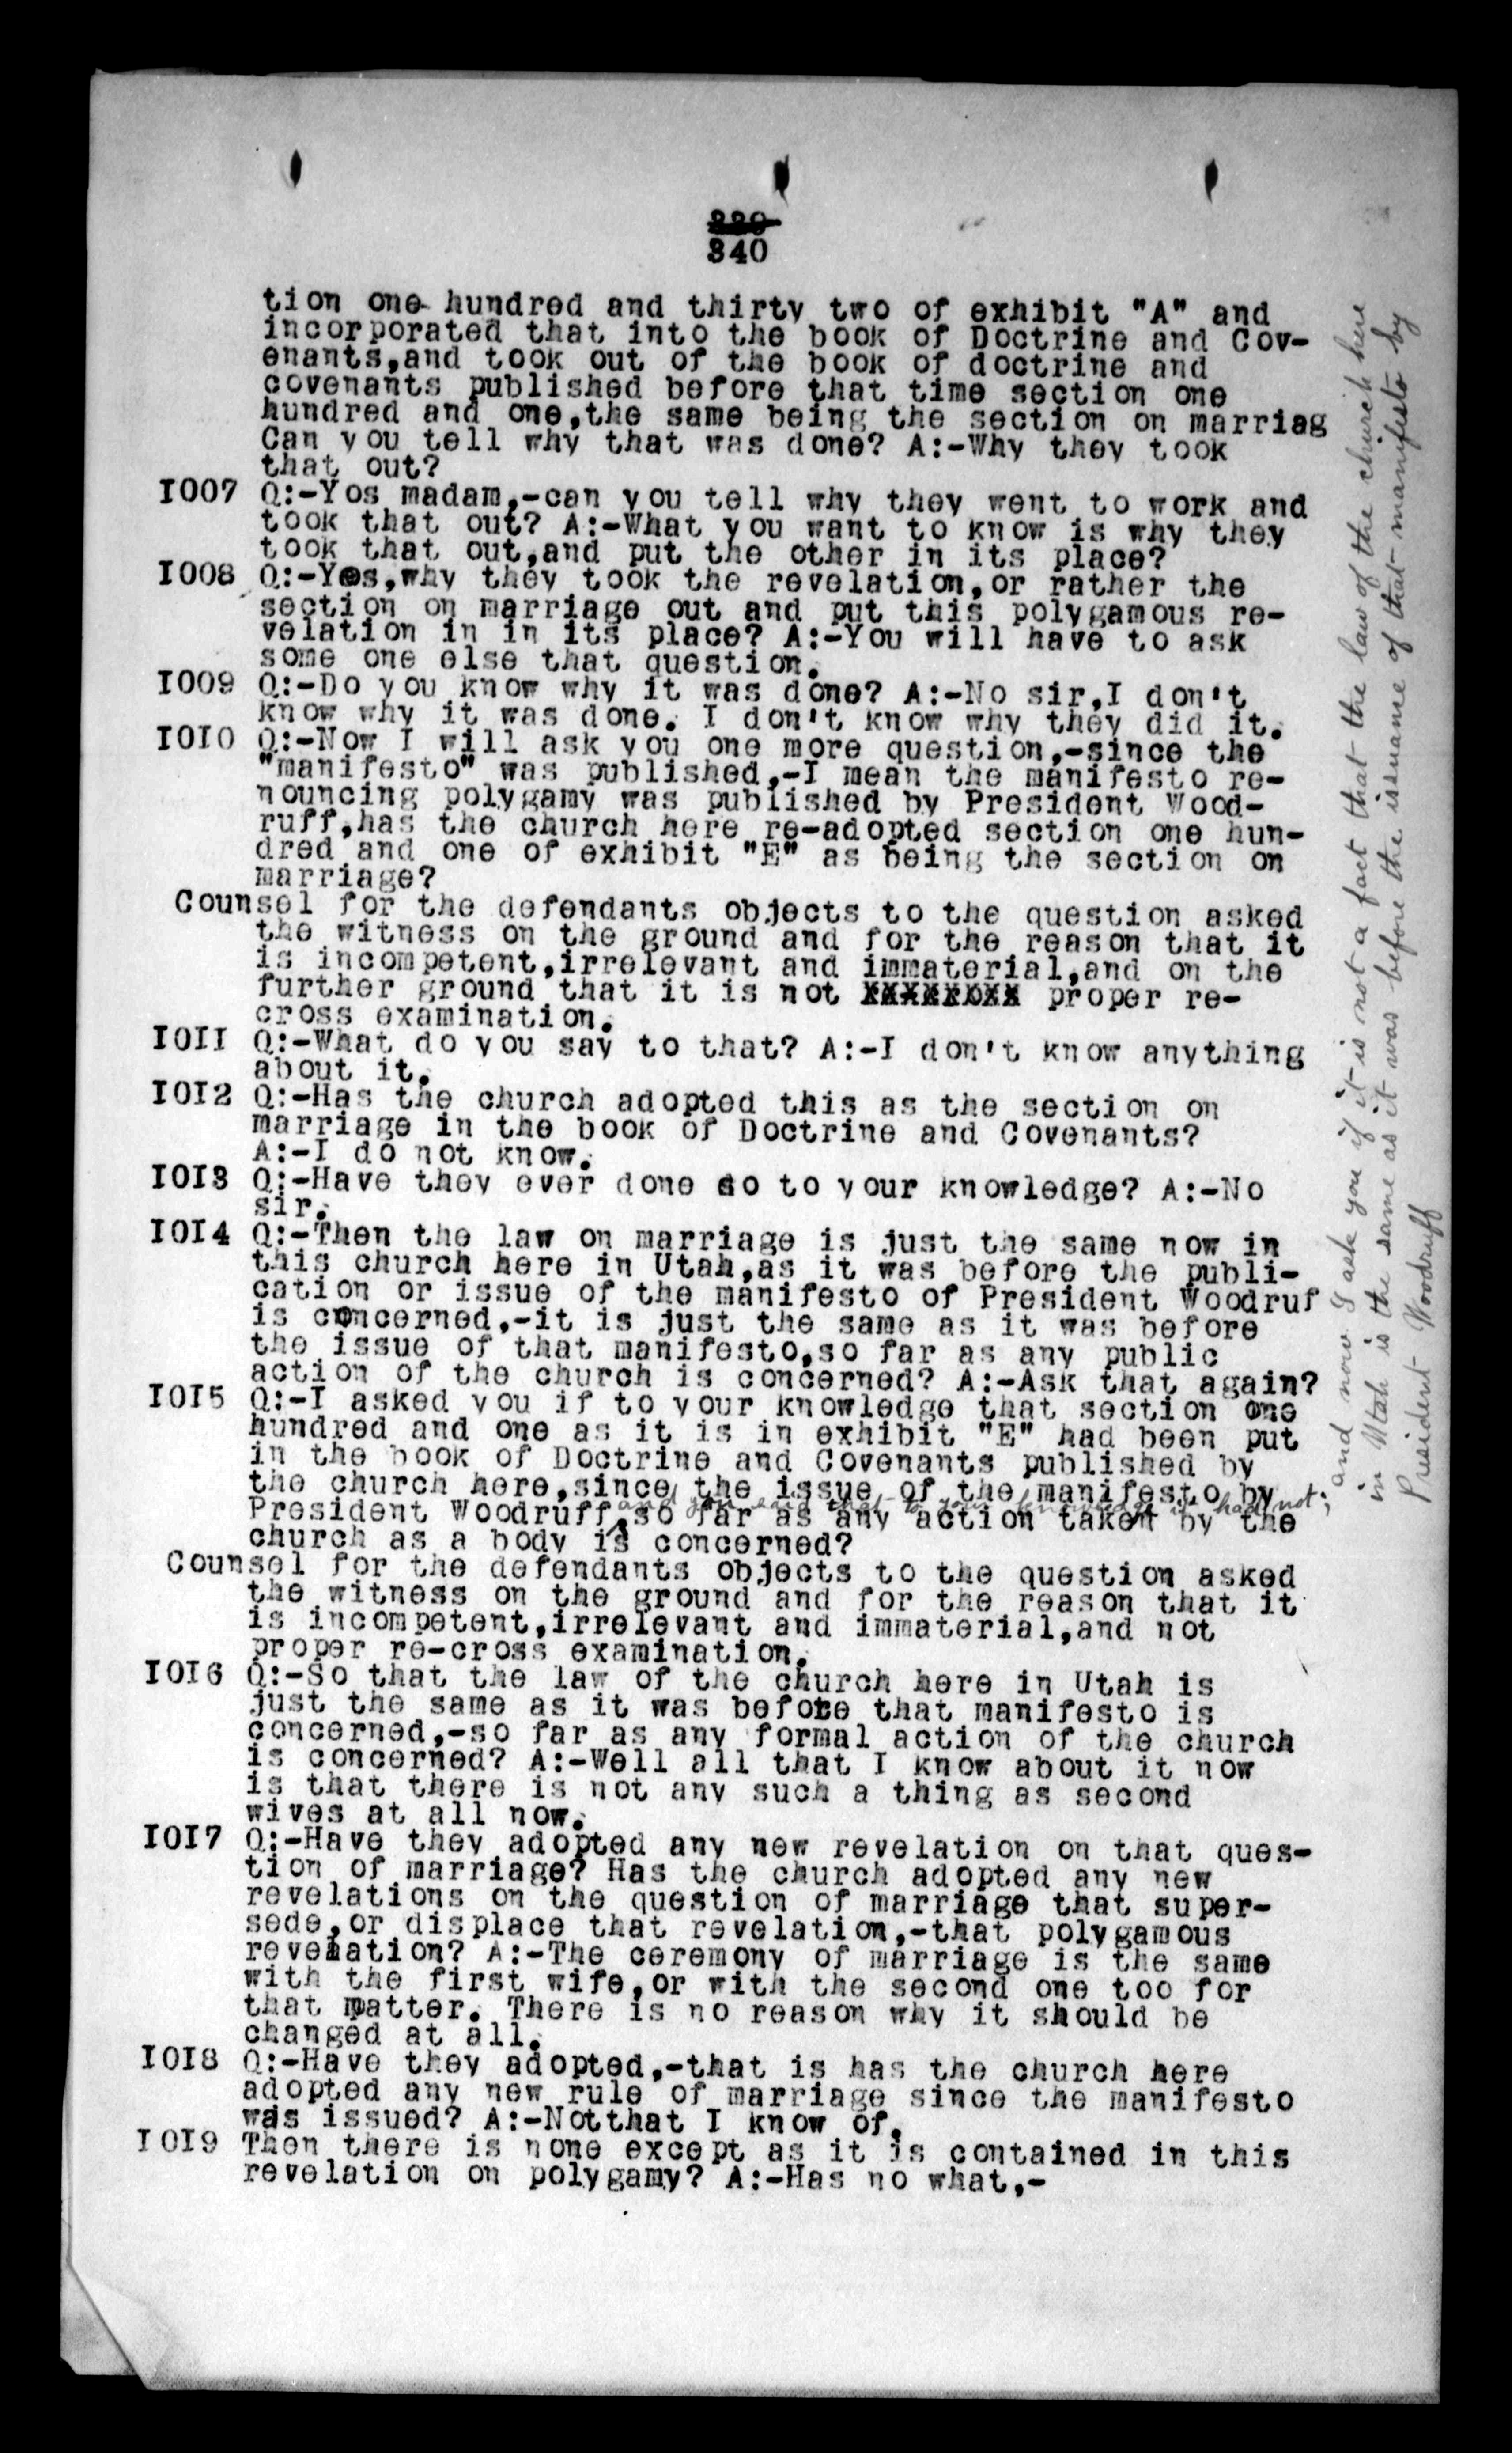 339
340
tion one hundred and thirty two of exhibit "A" and
incorporated that into the book of Doctrine and Cov-
enants,and took out of the book of doctrine and
covenants published before that time section one
hundred and one,the same being the section on marriag
Can you tell why that was done? A:-Why they took
that out?
I007 Q:-Yos madam,-can you tell why they went to work and
took that out? A:-What you want to know is why they
took that out,and put the other in its place?
I008 Q:-Yes,why they took the revelation,or rather the
section on marriage out and put this polygamous re-
velation in in its place? A:-You will have to ask
some one else that question.
I009 Q:-Do you know why it was done? A:-No sir,I don't
know why it was done. I don't know why they did it.
I0I0 Q:-Now I will ask you one more question,-since the
"manifesto" was published,-I mean the manifesto re-
nouncing polygamy was published by President Wood-
ruff,has the church here re-adopted section one hun-
dred and one of exhibit "E" as being the section on
marriage?
Counsel for the defendants objects to the question asked
the witness on the ground and for the reason that it
is incompetent,irrelevant and immaterial,and on the
further ground that it is not proper re-
cross examination.
I0II Q:-What do you say to that? A:-I don't know anything
about it.
I0I2 Q:-Has the church adopted this as the section on
marriage in the book of Doctrine and Covenants?
A:-I do not know.
I0I3 Q:-Have they ever done so to your knowledge? A:-No
sir.
I0I4 Q:-Then the law on marriage is just the same now in
this church here in Utah,as it was before the publi-
cation or issue of the manifesto of President Woodruf
is concerned,-it is just the same as it was before
the issue of that manifesto,so far as any public
action of the church is concerned? A:-Ask that again?
I0I5 Q:-I asked you if to your knowledge that section one
hundred and one as it is in exhibit "E" had been put
in the book of Doctrine and Covenants published by
the church here,since the issue of the manifesto by
and you said that to your knowledge it had not;
and now I ask you if it is not a fact that the law of the church here
in Utah is the same as it was before the issuance of that manifesto by
President Woodruff
President Woodruff,so far as any action taken by the
church as a body is concerned?
Counsel for the defendants objects to the question asked
the witness on the ground and for the reason that it
is incompetent,irrelevant and immaterial,and not
proper re-cross examination.
I0I6 Q:-So that the law of the church here in Utah is
just the same as it was before that manifesto is
concerned,-so far as any formal action of the church
is concerned? A:-Well all that I know about it now
is that there is not any such a thing as second
wives at all now.
I0I7 Q:-Have they adopted any new revelation on that ques-
tion of marriage? Has the church adopted any new
revelations on the question of marriage that super-
sede,or displace that revelation,-that polygamous
revelation? A:-The ceremony of marriage is the same
with the first wife,or with the second one too for
that matter. There is no reason why it should be
changed at all.
I0I8 Q:-Have they adopted,-that is has the church here
adopted any new rule of marriage since the manifesto
was issued? A:-Notthat I know of.
I0I9 Then there is none except as it is contained in this
revelation on polygamy? A:-Has no what,-